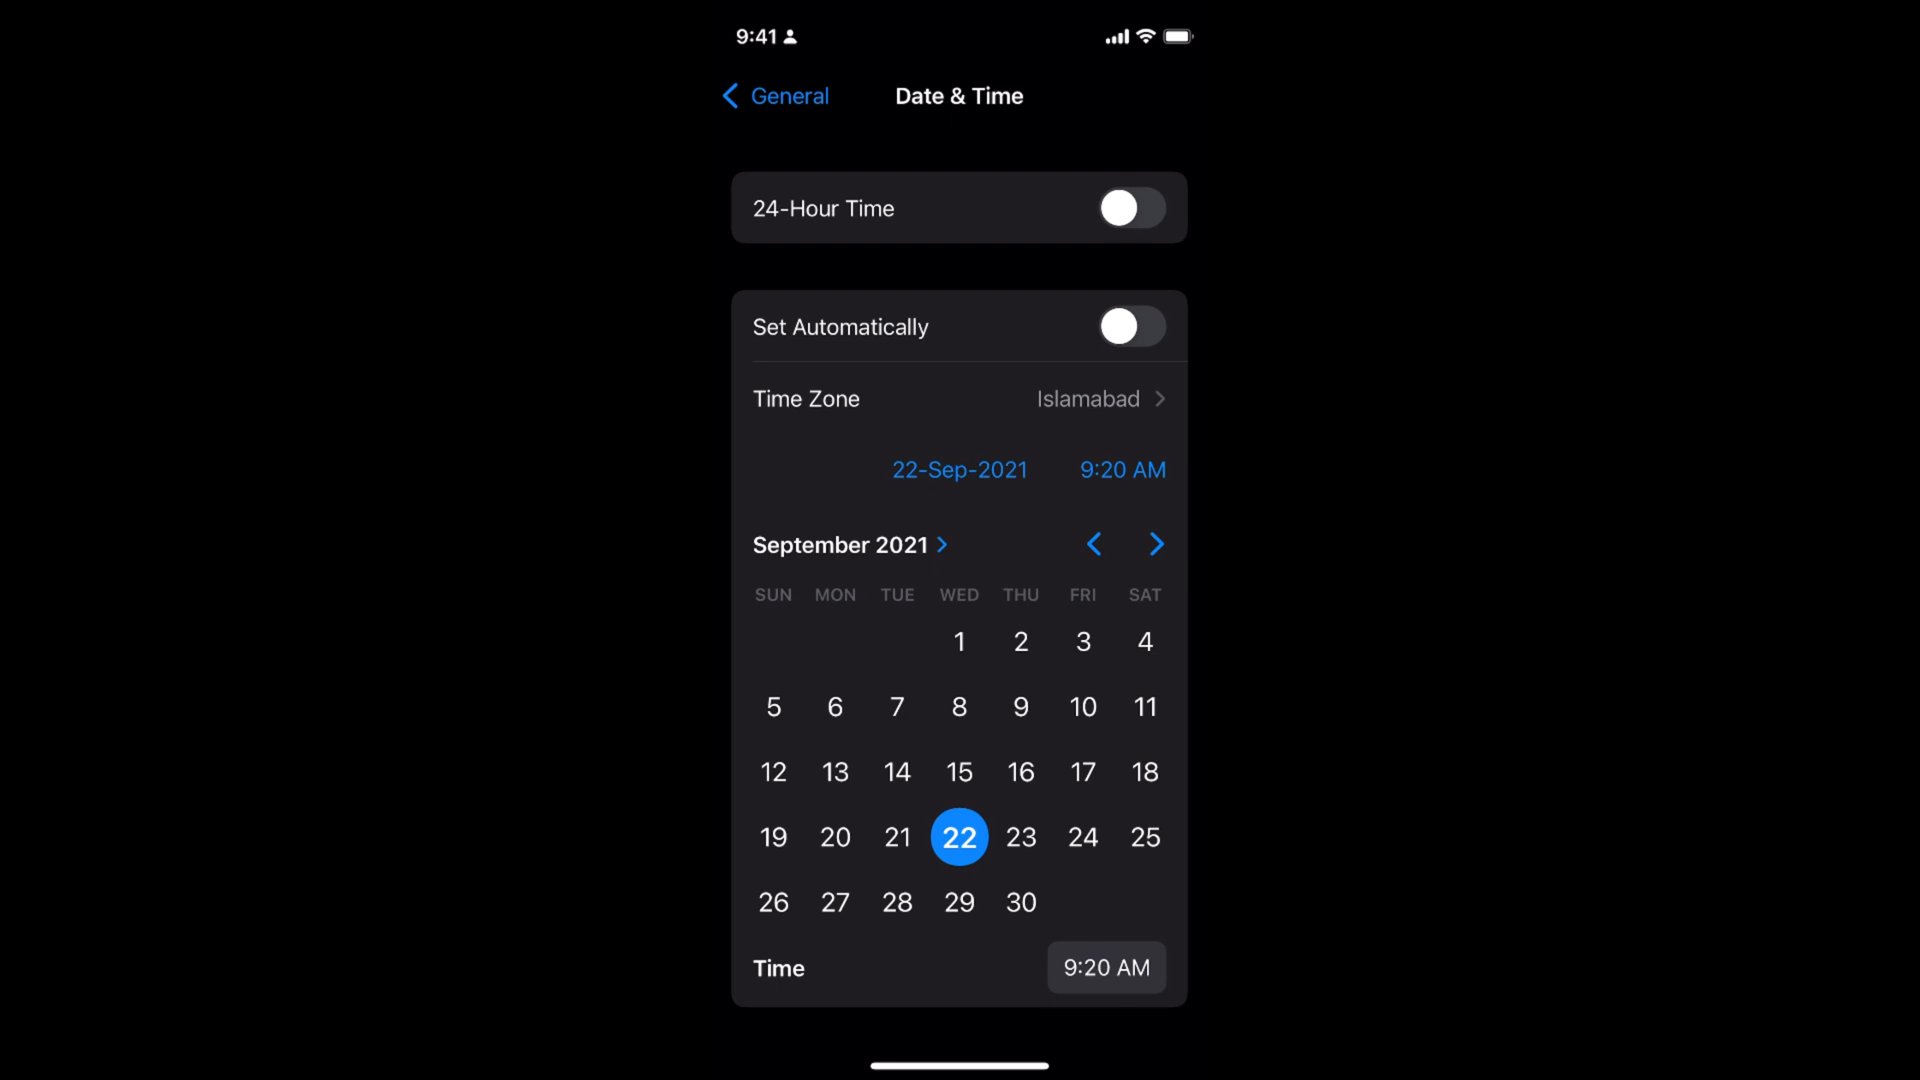 9:41
General Date & Time
24-Hour Time
Set Automatically
Time Zone Islamabad
22-Sep-2021 9:20 AM
September 2021
SUN MON TUE WED THU FRI SAT
1 2 3 4
5 6 7 8 9 10 11
12 13 14 15 16 17 18
19 20 21 22 23 24 25
26 27 28 29 30
Time 9:20 AM